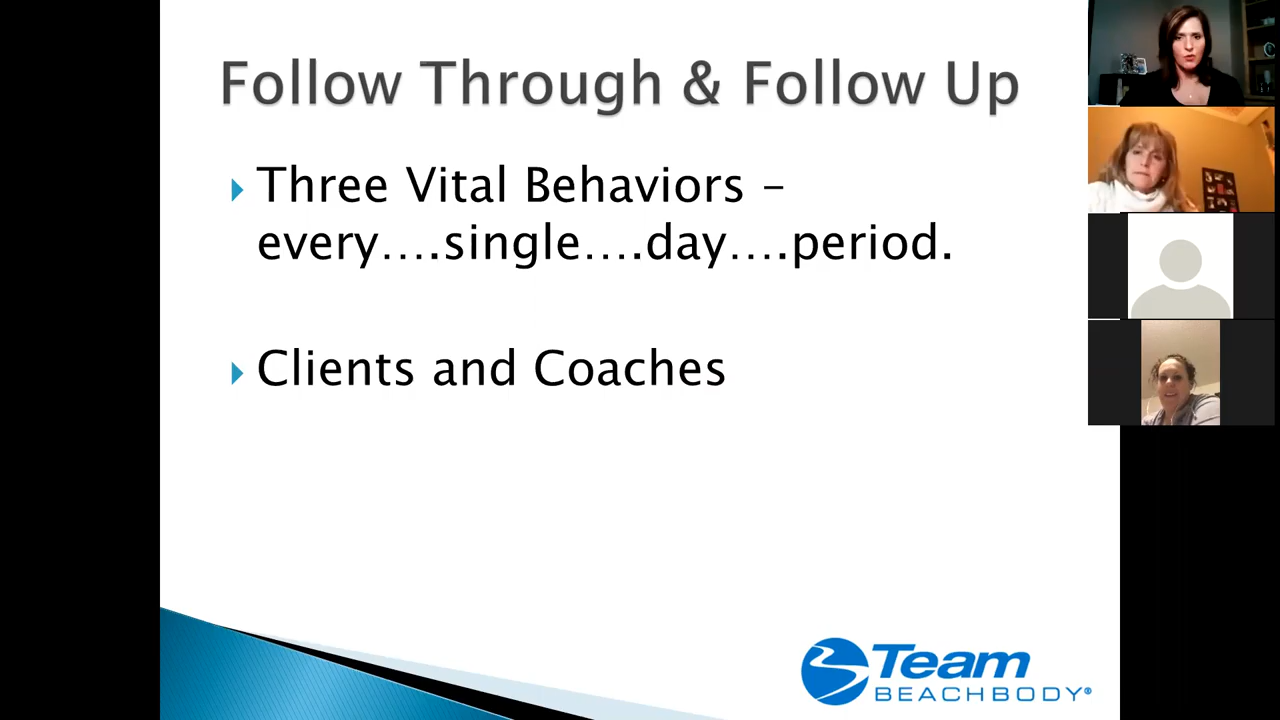 Follow Through & Follow Up
Three Vital Behaviors –
every....single....day....period.
Clients and Coaches
Team
BEACHBODY®